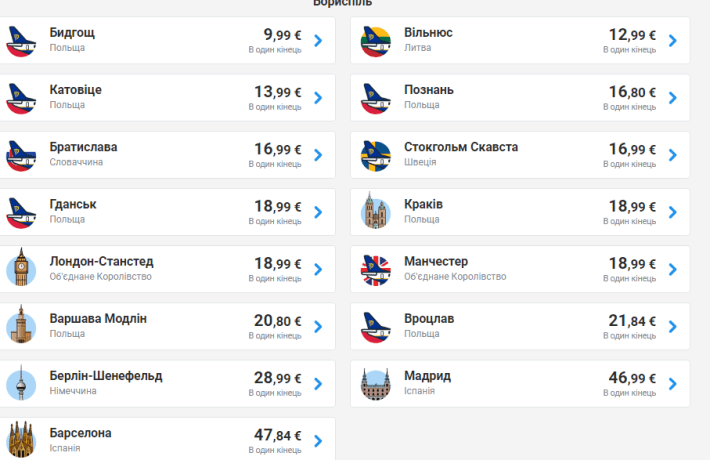 Бориспіль
Бидгощ
9,99 €
Польща
В один кінець
Вільнюс
12,99 €
Литва
В один кінець
Катовіце
13,99 €
Польща
В один кінець
Познань
16,80 €
Польща
В один кінець
Братислава
16,99 €
Словаччина
В один кінець
Стокгольм Скавста
16,99 €
Швеція
В один кінець
Гданськ
18,99 €
Польща
В один кінець
Краків
18,99 €
Польща
В один кінець
Лондон-Станстед
18,99 €
Об'єднане Королівство
В один кінець
Манчестер
18,99 €
Об'єднане Королівство
В один кінець
Варшава Модлін
20,80 €
Польща
В один кінець
Вроцлав
21,84 €
Польща
В один кінець
Берлін-Шенефельд
28,99 €
Німеччина
В один кінець
Мадрид
46,99 €
Іспанія
В один кінець
Барселона
47,84 €
Іспанія
В один кінець